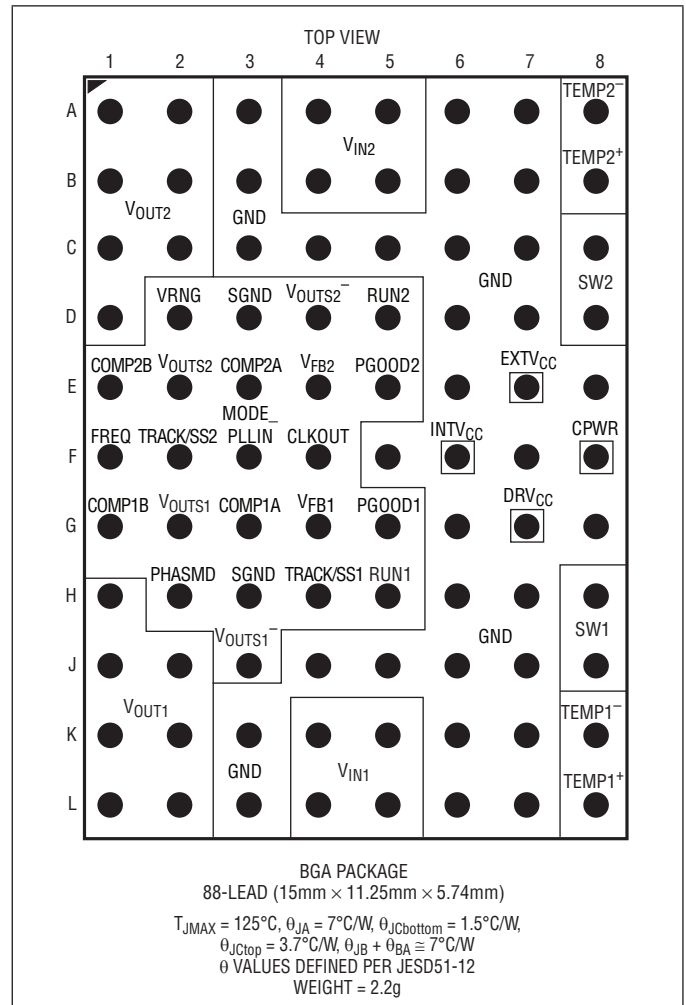 TOP VIEW
1 2 3 4 5 6 7 8
TEMP2–
A
VIN2
TEMP2+
B
VOUT2
GND
C
GND
SW2
VRNG SGND VOUTS2– RUN2
D
COMP2B VOUTS2 COMP2A VFB2 PGOOD2 EXTVCC
E
MODE_
FREQ TRACK/SS2 PLLIN CLKOUT INTVCC CPWR
F
COMP1B VOUTS1 COMP1A VFB1 PGOOD1 DRVCC
G
PHASMD SGND TRACK/SS1 RUN1
H
VOUTS1– GND SW1
J
VOUT1 TEMP1–
K
GND VIN1 TEMP1+
L
BGA PACKAGE
88-LEAD (15mm × 11.25mm × 5.74mm)
TJMAX = 125°C, θJA = 7°C/W, θJCbottom = 1.5°C/W,
θJCtop = 3.7°C/W, θJB + θBA ≅ 7°C/W
θ VALUES DEFINED PER JESD51-12
WEIGHT = 2.2g